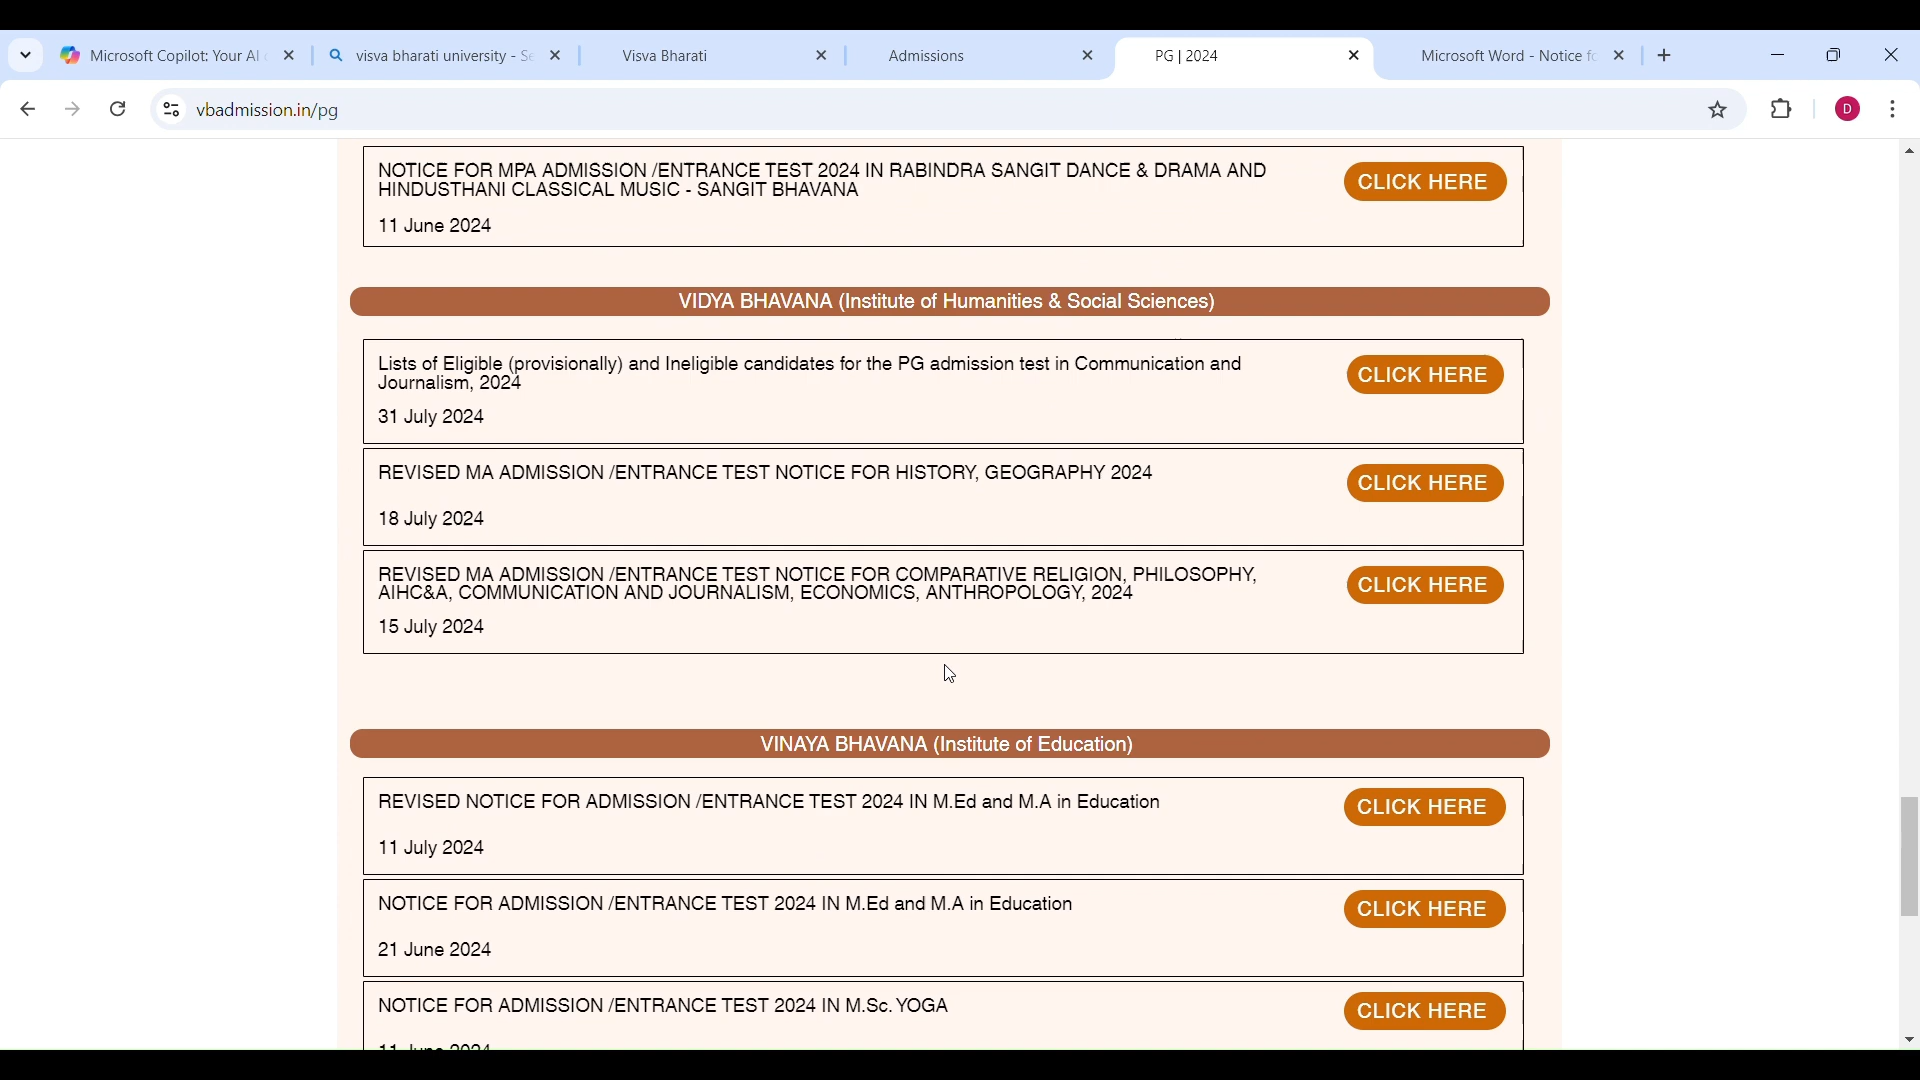 Microsoft Copilot: Your AI
visva bharati university - Se
Visva Bharati
Admissions
PG | 2024
Microsoft Word - Notice fo
vbadmission.in/pg
D
NOTICE FOR MPA ADMISSION /ENTRANCE TEST 2024 IN RABINDRA SANGIT DANCE & DRAMA AND
HINDUSTHANI CLASSICAL MUSIC - SANGIT BHAVANA
CLICK HERE
11 June 2024
VIDYA BHAVANA (Institute of Humanities & Social Sciences)
Lists of Eligible (provisionally) and Ineligible candidates for the PG admission test in Communication and
Journalism, 2024
CLICK HERE
31 July 2024
REVISED MA ADMISSION /ENTRANCE TEST NOTICE FOR HISTORY, GEOGRAPHY 2024
CLICK HERE
18 July 2024
REVISED MA ADMISSION /ENTRANCE TEST NOTICE FOR COMPARATIVE RELIGION, PHILOSOPHY,
AIHC&A, COMMUNICATION AND JOURNALISM, ECONOMICS, ANTHROPOLOGY, 2024
CLICK HERE
15 July 2024
VINAYA BHAVANA (Institute of Education)
REVISED NOTICE FOR ADMISSION /ENTRANCE TEST 2024 IN M.Ed and M.A in Education
CLICK HERE
11 July 2024
NOTICE FOR ADMISSION /ENTRANCE TEST 2024 IN M.Ed and M.A in Education
CLICK HERE
21 June 2024
NOTICE FOR ADMISSION /ENTRANCE TEST 2024 IN M.Sc. YOGA
CLICK HERE
11 June 2024